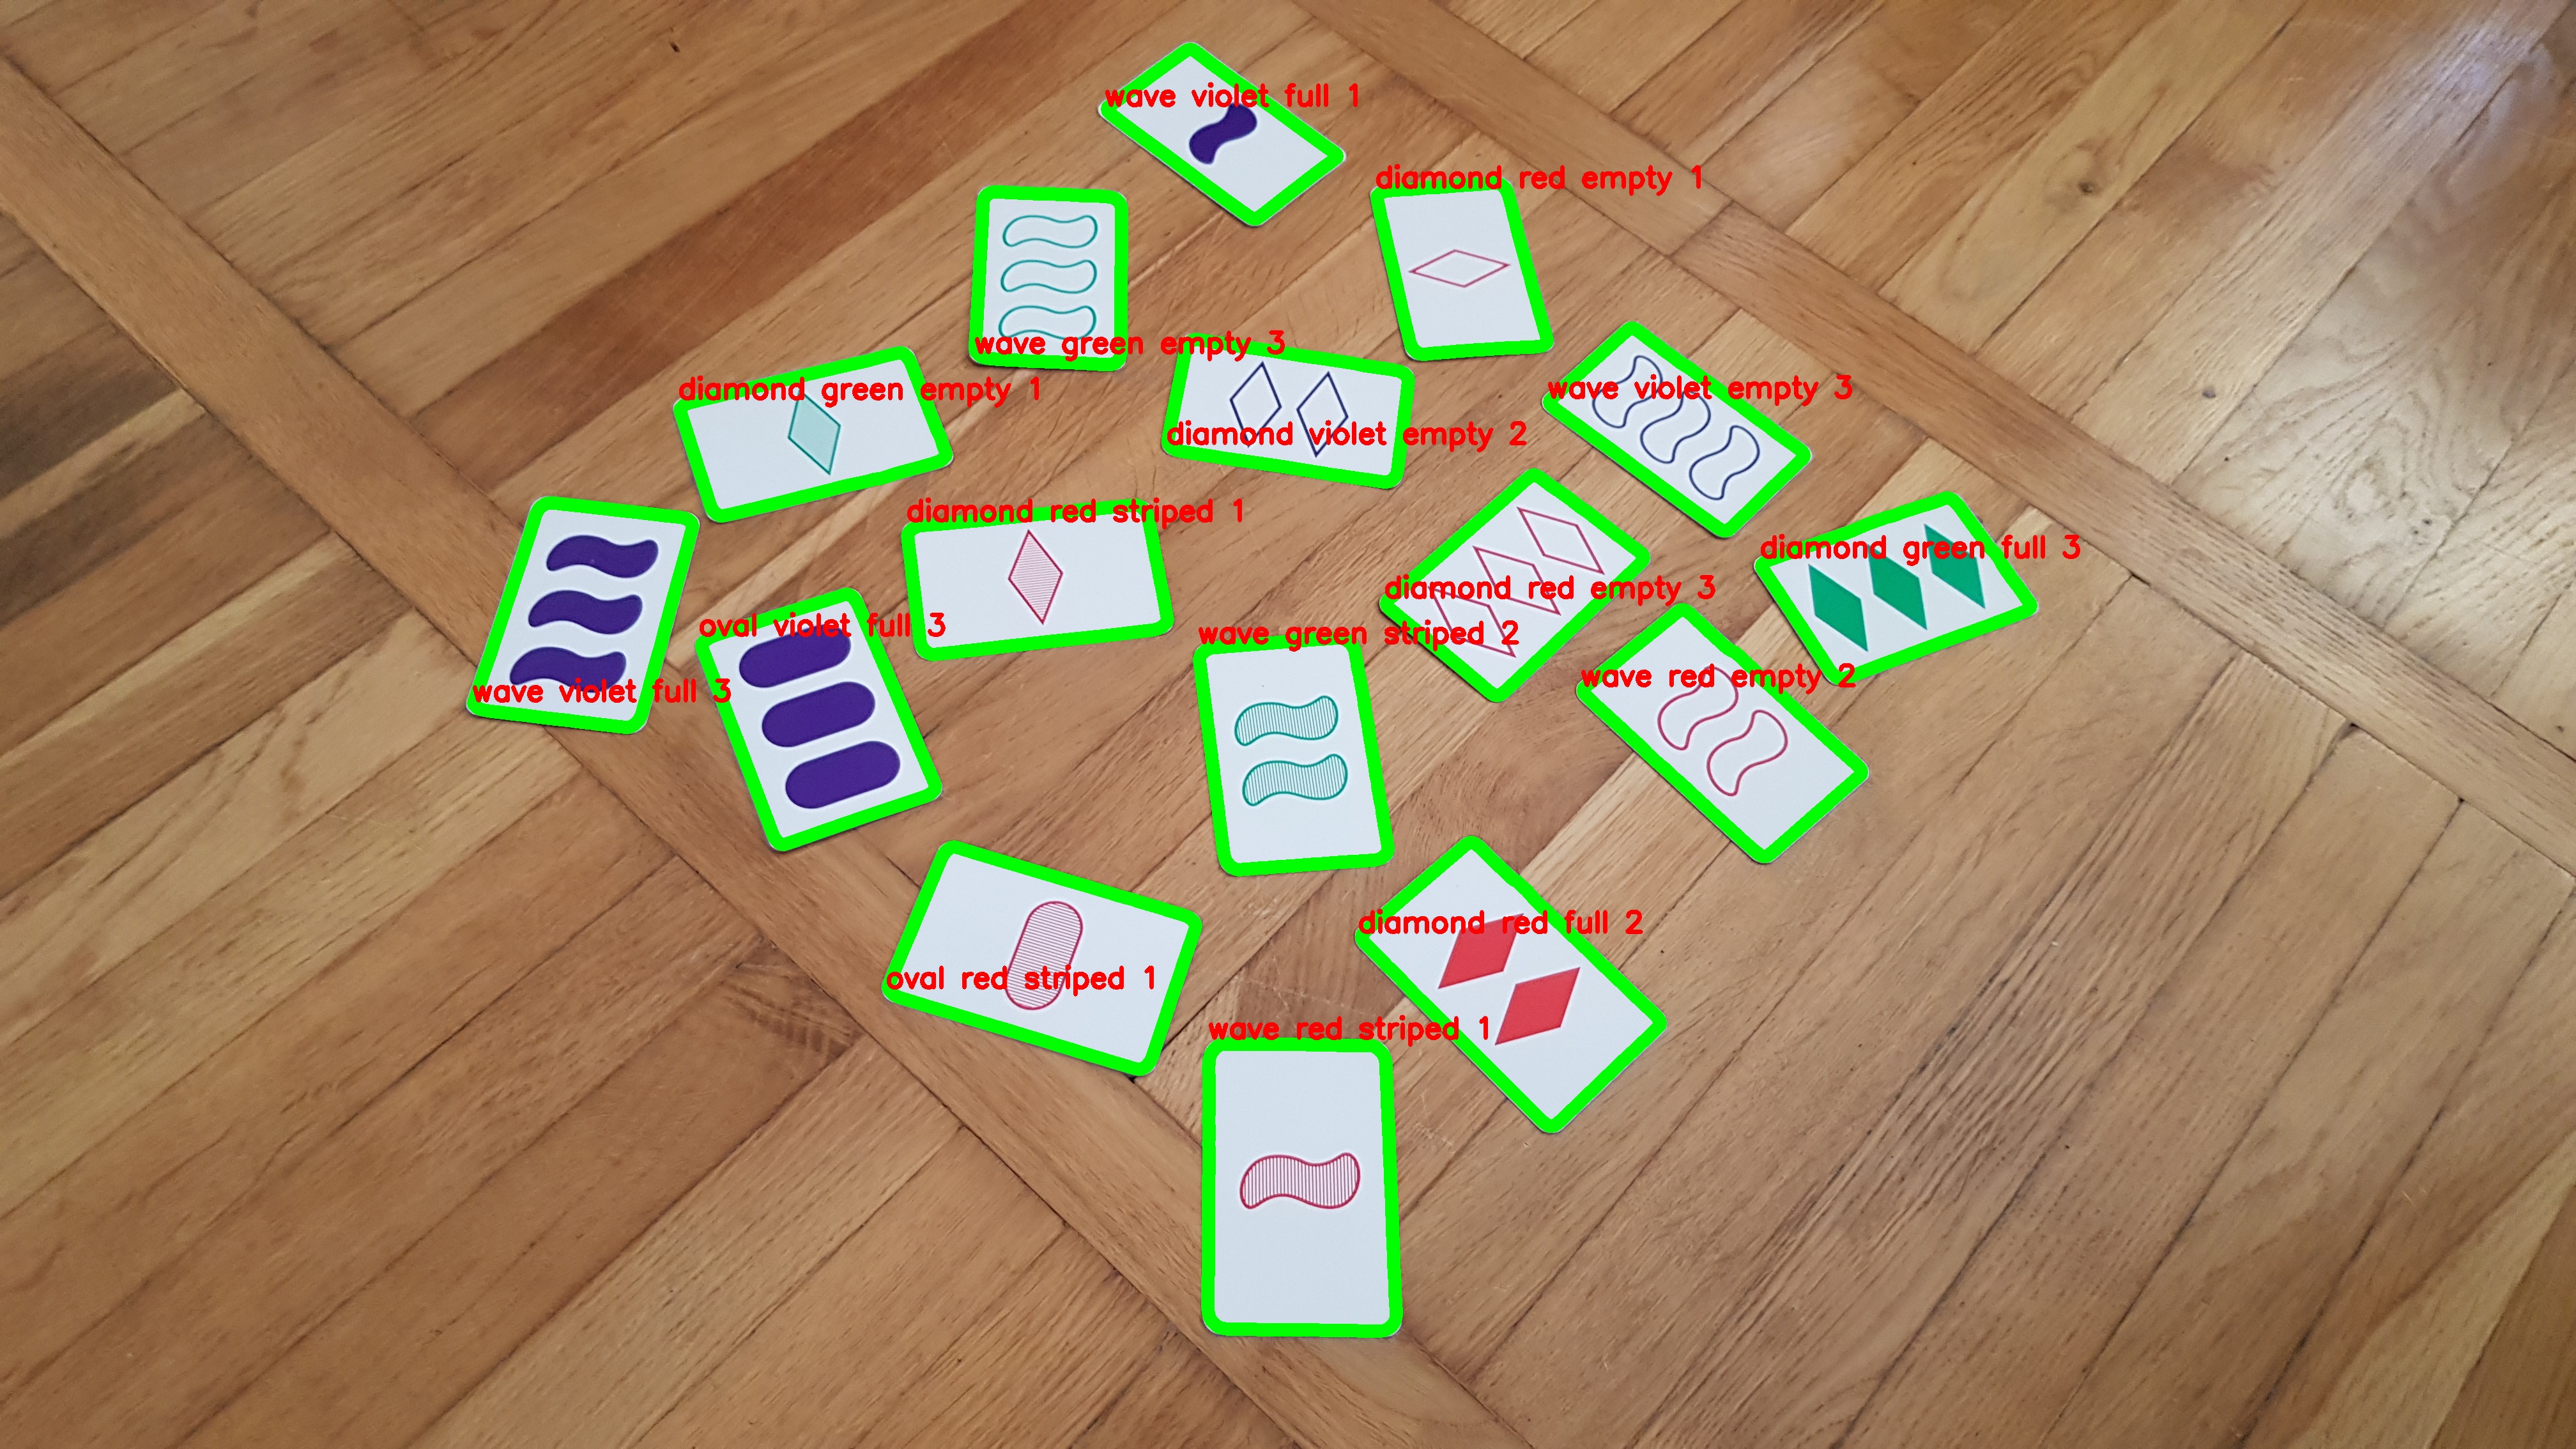 wave violet full 1
diamond red empty 1
wave green empty 3
diamond green empty 1
wave violet empty 3
diamond violet empty 2
diamond red striped 1
diamond green full 3
diamond red empty 3
oval violet full 3
wave green striped 2
wave red empty 2
wave violet full 3
diamond red full 2
oval red striped 1
wave red striped 1